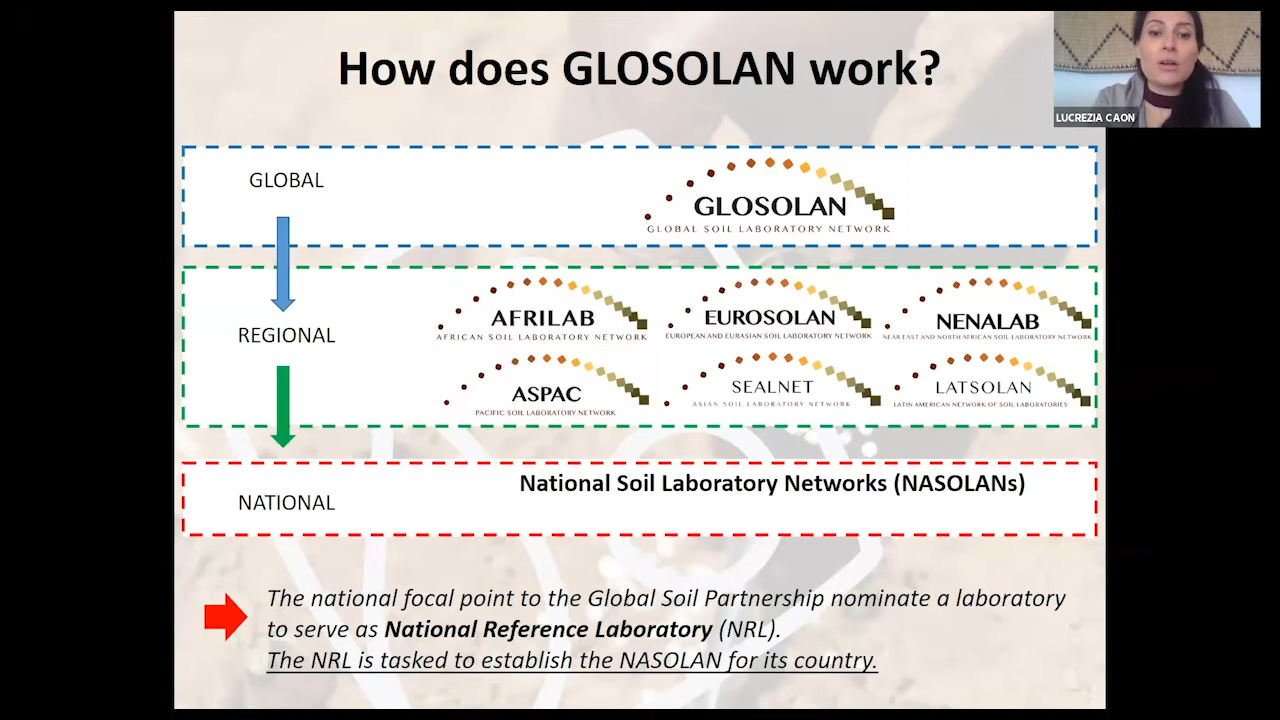 How does GLOSOLAN work?
LUCREZIA CAON
GLOBAL
GLOSOLAN
GLOBAL SOIL LABORATORY NETWORK
REGIONAL
AFRILAB
AFRICAN SOIL LABORATORY NETWORK
EUROSOLAN
EUROPEAN AND EURASIAN SOIL LABORATORY NETWORK
NENALAB
NEAR EAST AND NORTH AFRICAN SOIL LABORATORY NETWORK
ASPAC
PACIFIC SOIL LABORATORY NETWORK
SEALNET
ASIAN SOIL LABORATORY NETWORK
LATSOLAN
LATIN AMERICAN NETWORK OF SOIL LABORATORIES
NATIONAL
National Soil Laboratory Networks (NASOLANs)
The national focal point to the Global Soil Partnership nominate a laboratory
to serve as National Reference Laboratory (NRL).
The NRL is tasked to establish the NASOLAN for its country.